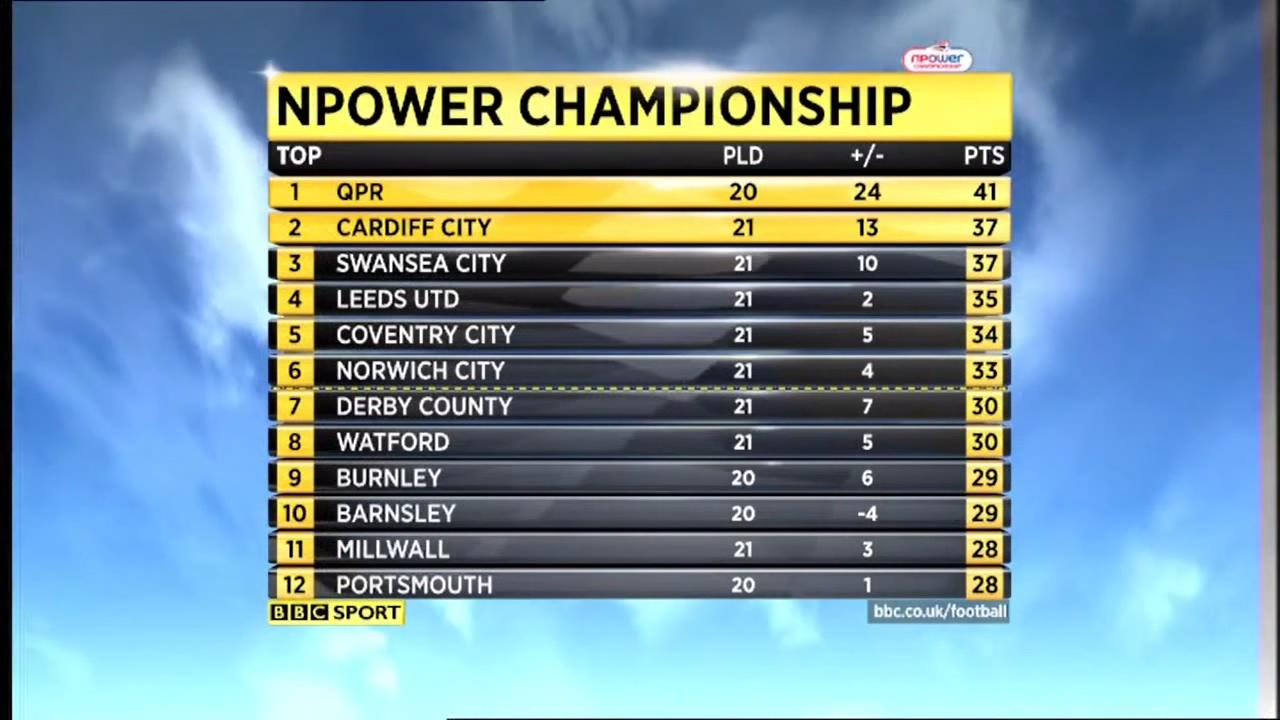 npower
CHAMPIONSHIP
NPOWER CHAMPIONSHIP
TOP PLD +/- PTS
1 QPR 20 24 41
2 CARDIFF CITY 21 13 37
3 SWANSEA CITY 21 10 37
4 LEEDS UTD 21 2 35
5 COVENTRY CITY 21 5 34
6 NORWICH CITY 21 4 33
7 DERBY COUNTY 21 7 30
8 WATFORD 21 5 30
9 BURNLEY 20 6 29
10 BARNSLEY 20 -4 29
11 MILLWALL 21 3 28
12 PORTSMOUTH 20 1 28
BBC SPORT bbc.co.uk/football